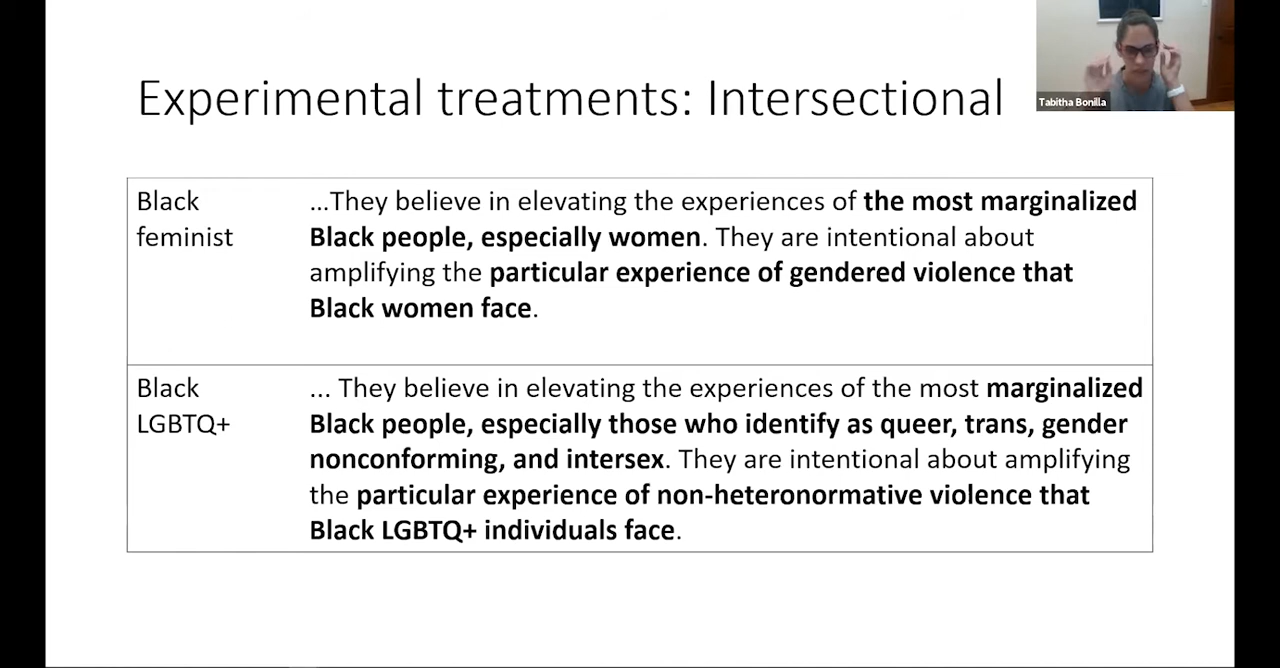 Experimental treatments: Intersectional
Tabitha Bonilla
Black
feminist
...They believe in elevating the experiences of the most marginalized
Black people, especially women. They are intentional about
amplifying the particular experience of gendered violence that
Black women face.
Black
LGBTQ+
... They believe in elevating the experiences of the most marginalized
Black people, especially those who identify as queer, trans, gender
nonconforming, and intersex. They are intentional about amplifying
the particular experience of non-heteronormative violence that
Black LGBTQ+ individuals face.